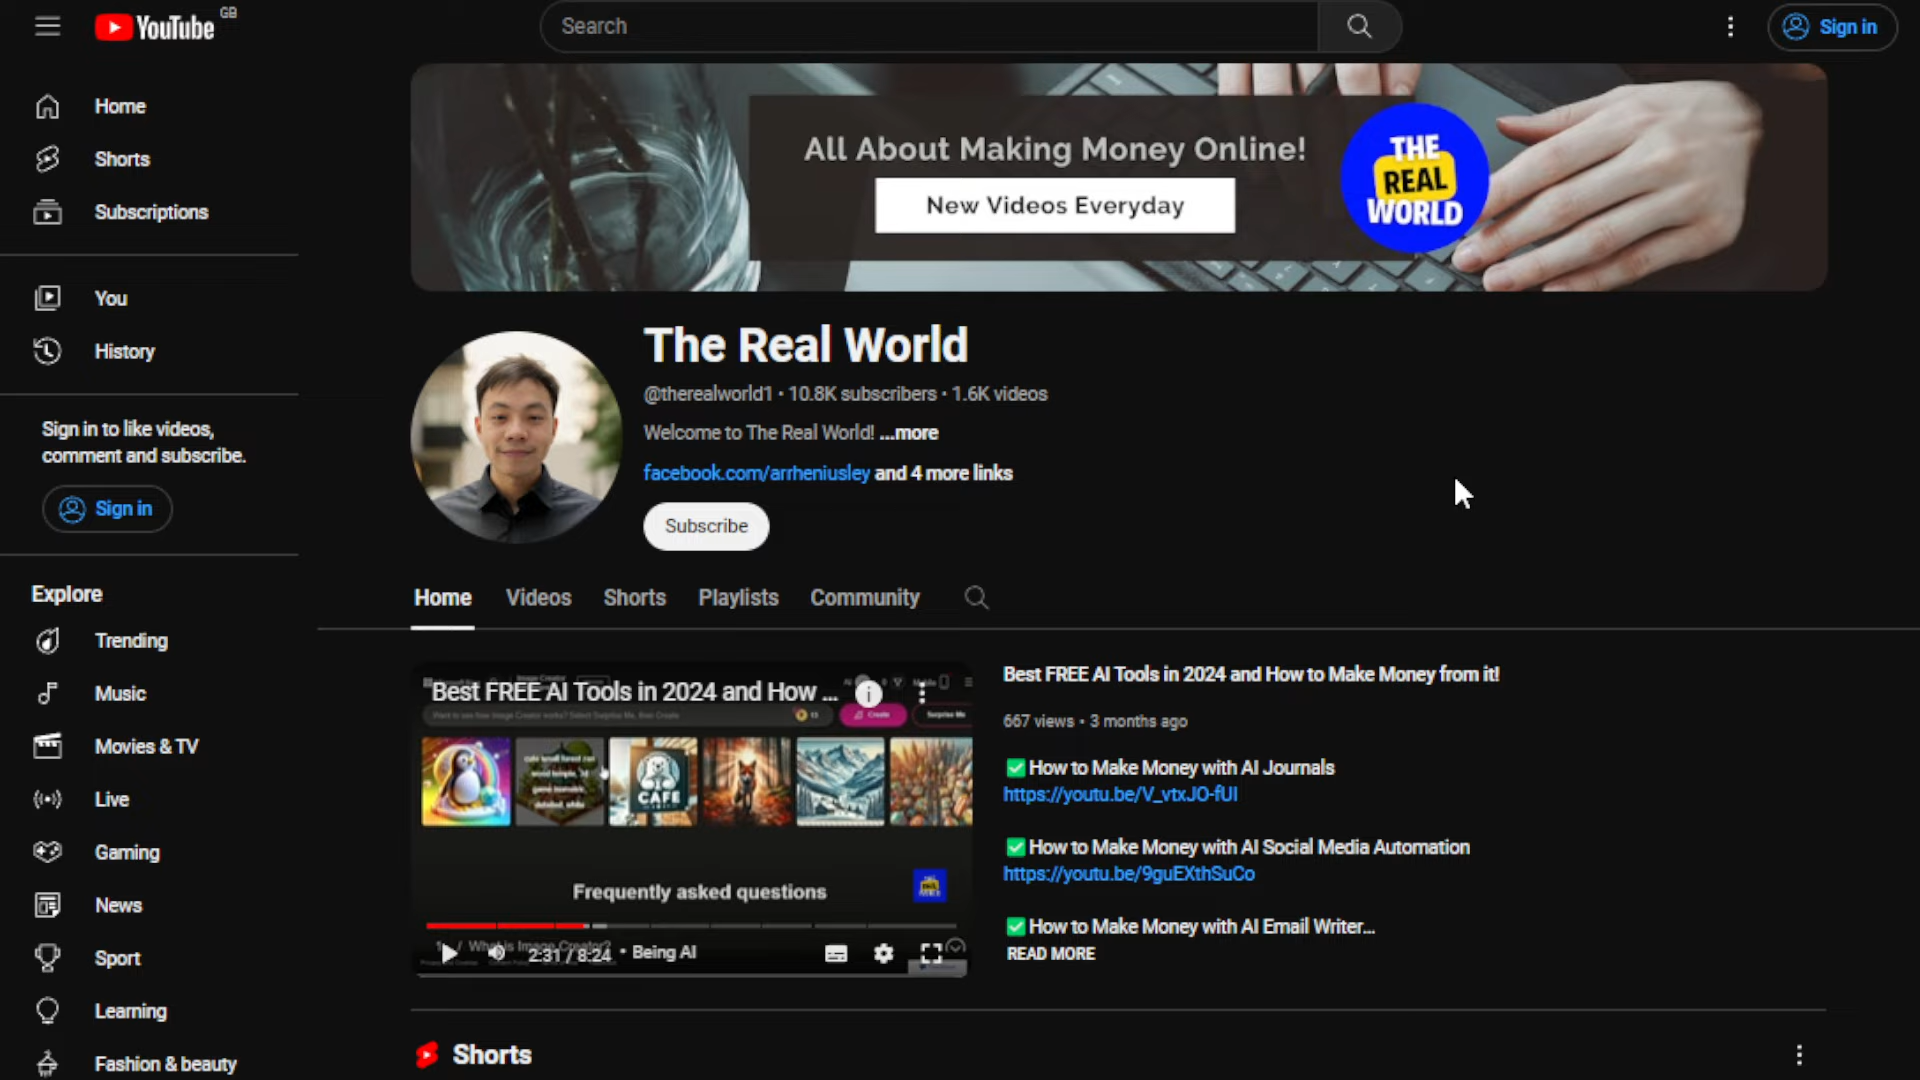 YouTube GB
Search
Sign in
Home
Shorts
Subscriptions
You
History
Sign in to like videos,
comment and subscribe.
Sign in
Explore
Trending
Music
Movies & TV
Live
Gaming
News
Sport
Learning
Fashion & beauty
All About Making Money Online!
New Videos Everyday
THE
REAL
WORLD
The Real World
@therealworld1 • 10.8K subscribers • 1.6K videos
Welcome to The Real World! ...more
facebook.com/arrheniusley and 4 more links
Subscribe
Home Videos Shorts Playlists Community
Best FREE AI Tools in 2024 and How ...
Create
Surprise Me
CAFE
Frequently asked questions
What is Image Creator?
2:31 / 8:24 • Being AI
Best FREE AI Tools in 2024 and How to Make Money from it!
667 views • 3 months ago
✅How to Make Money with AI Journals
https://youtu.be/V_vtxJO-fUI
✅How to Make Money with AI Social Media Automation
https://youtu.be/9guEXthSuCo
✅How to Make Money with AI Email Writer...
READ MORE
Shorts